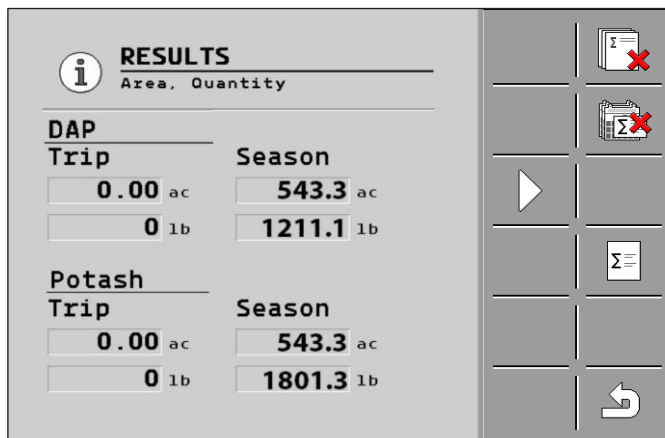 RESULTS
Area, Quantity
DAP
Trip Season
0.00 ac 543.3 ac
0 lb 1211.1 lb
Potash
Trip Season
0.00 ac 543.3 ac
0 lb 1801.3 lb
Σ
Σ
Σ